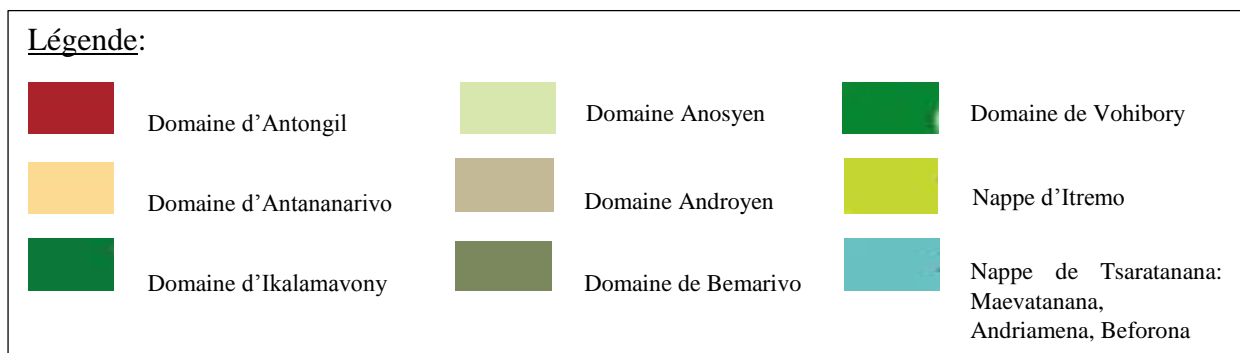 Légende:
Domaine d'Antongil
Domaine Anosyen
Domaine de Vohibory
Domaine d'Antananarivo
Domaine Androyen
Nappe d'Itremo
Domaine d'Ikalamavony
Domaine de Bemarivo
Nappe de Tsaratanana:
Maevatanana,
Andriamena, Beforona